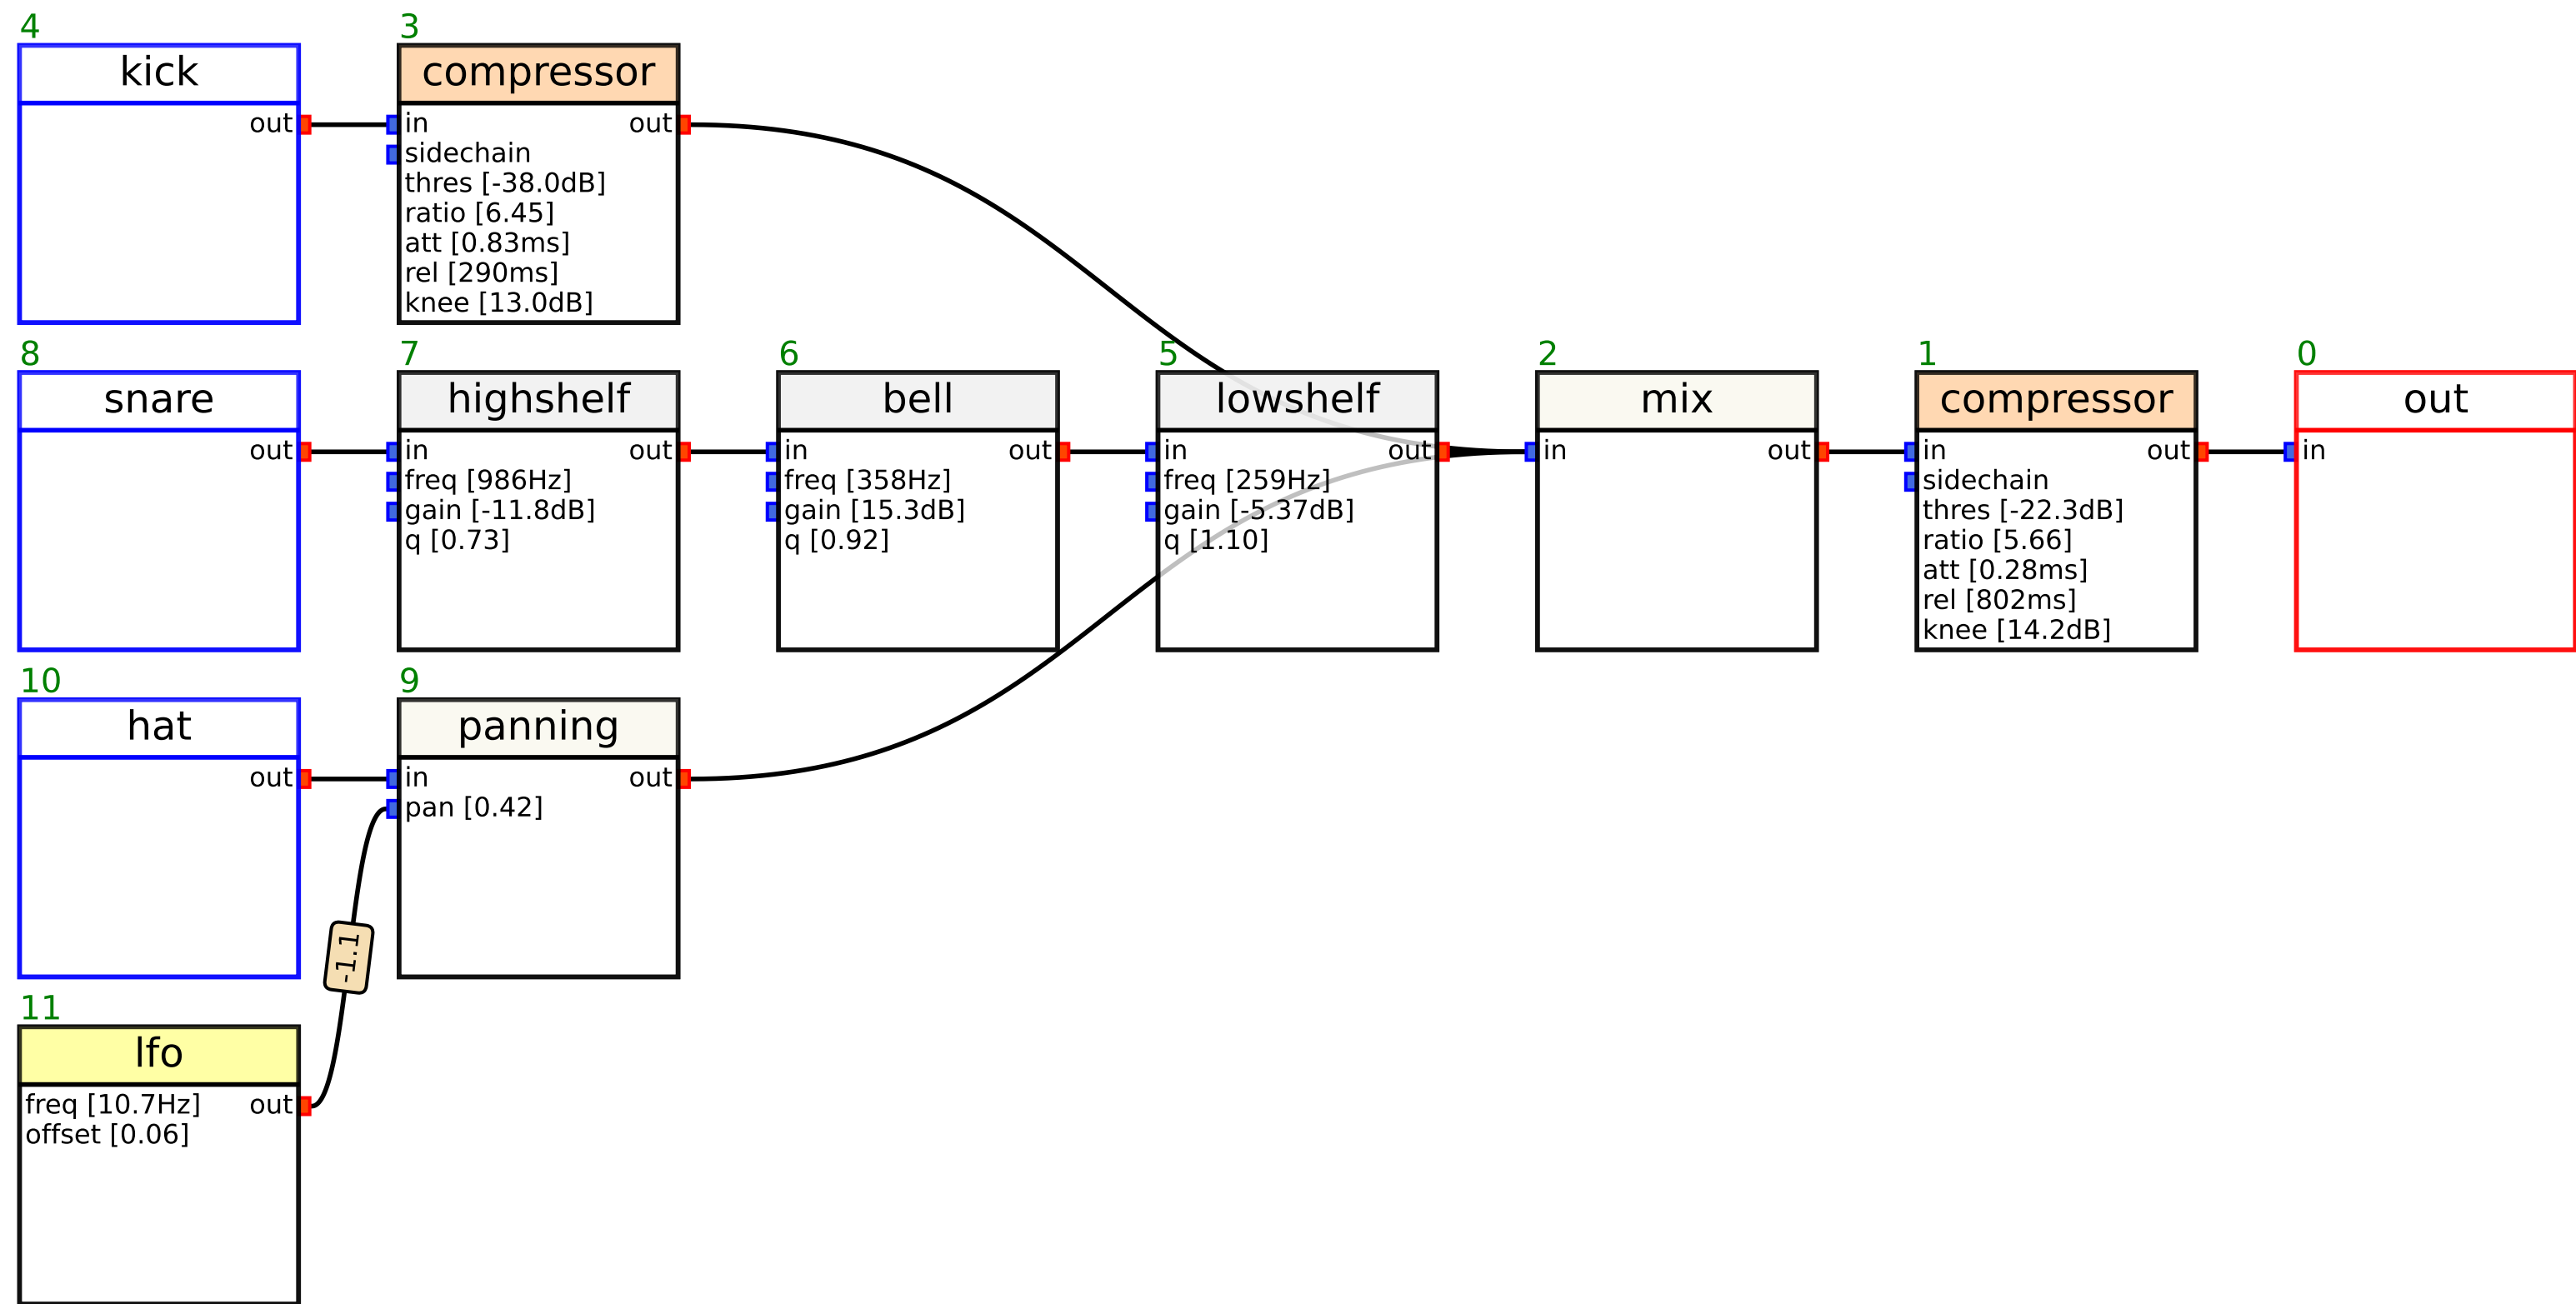 4
kick
out
3
compressor
in out
sidechain
thres [-38.0dB]
ratio [6.45]
att [0.83ms]
rel [290ms]
knee [13.0dB]
8
snare
out
7
highshelf
in out
freq [986Hz]
gain [-11.8dB]
q [0.73]
6
bell
in out
freq [358Hz]
gain [15.3dB]
q [0.92]
5
lowshelf
in out
freq [259Hz]
gain [-5.37dB]
q [1.10]
2
mix
in out
1
compressor
in out
sidechain
thres [-22.3dB]
ratio [5.66]
att [0.28ms]
rel [802ms]
knee [14.2dB]
0
out
in
10
hat
out
9
panning
in out
pan [0.42]
-1.1
11
lfo
freq [10.7Hz] out
offset [0.06]